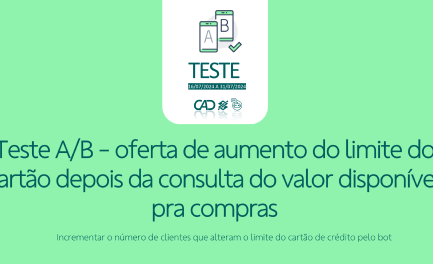 A
B
TESTE
16/07/2024 A 31/07/2024
CAD
Teste A/B – oferta de aumento do limite do
artão depois da consulta do valor disponíve
pra compras
Incrementar o número de clientes que alteram o limite do cartão de crédito pelo bot